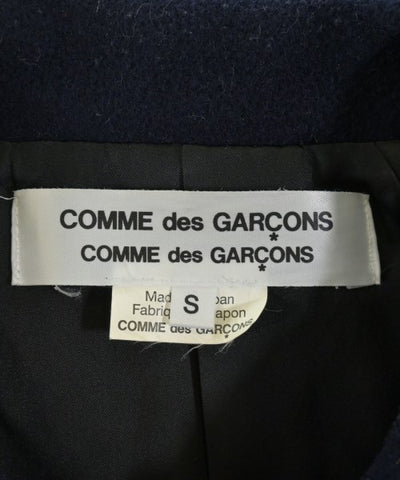 COMME des GARÇONS
COMME des GARÇONS
S
Mad pan
Fabriq apon
COMME des GARÇONS